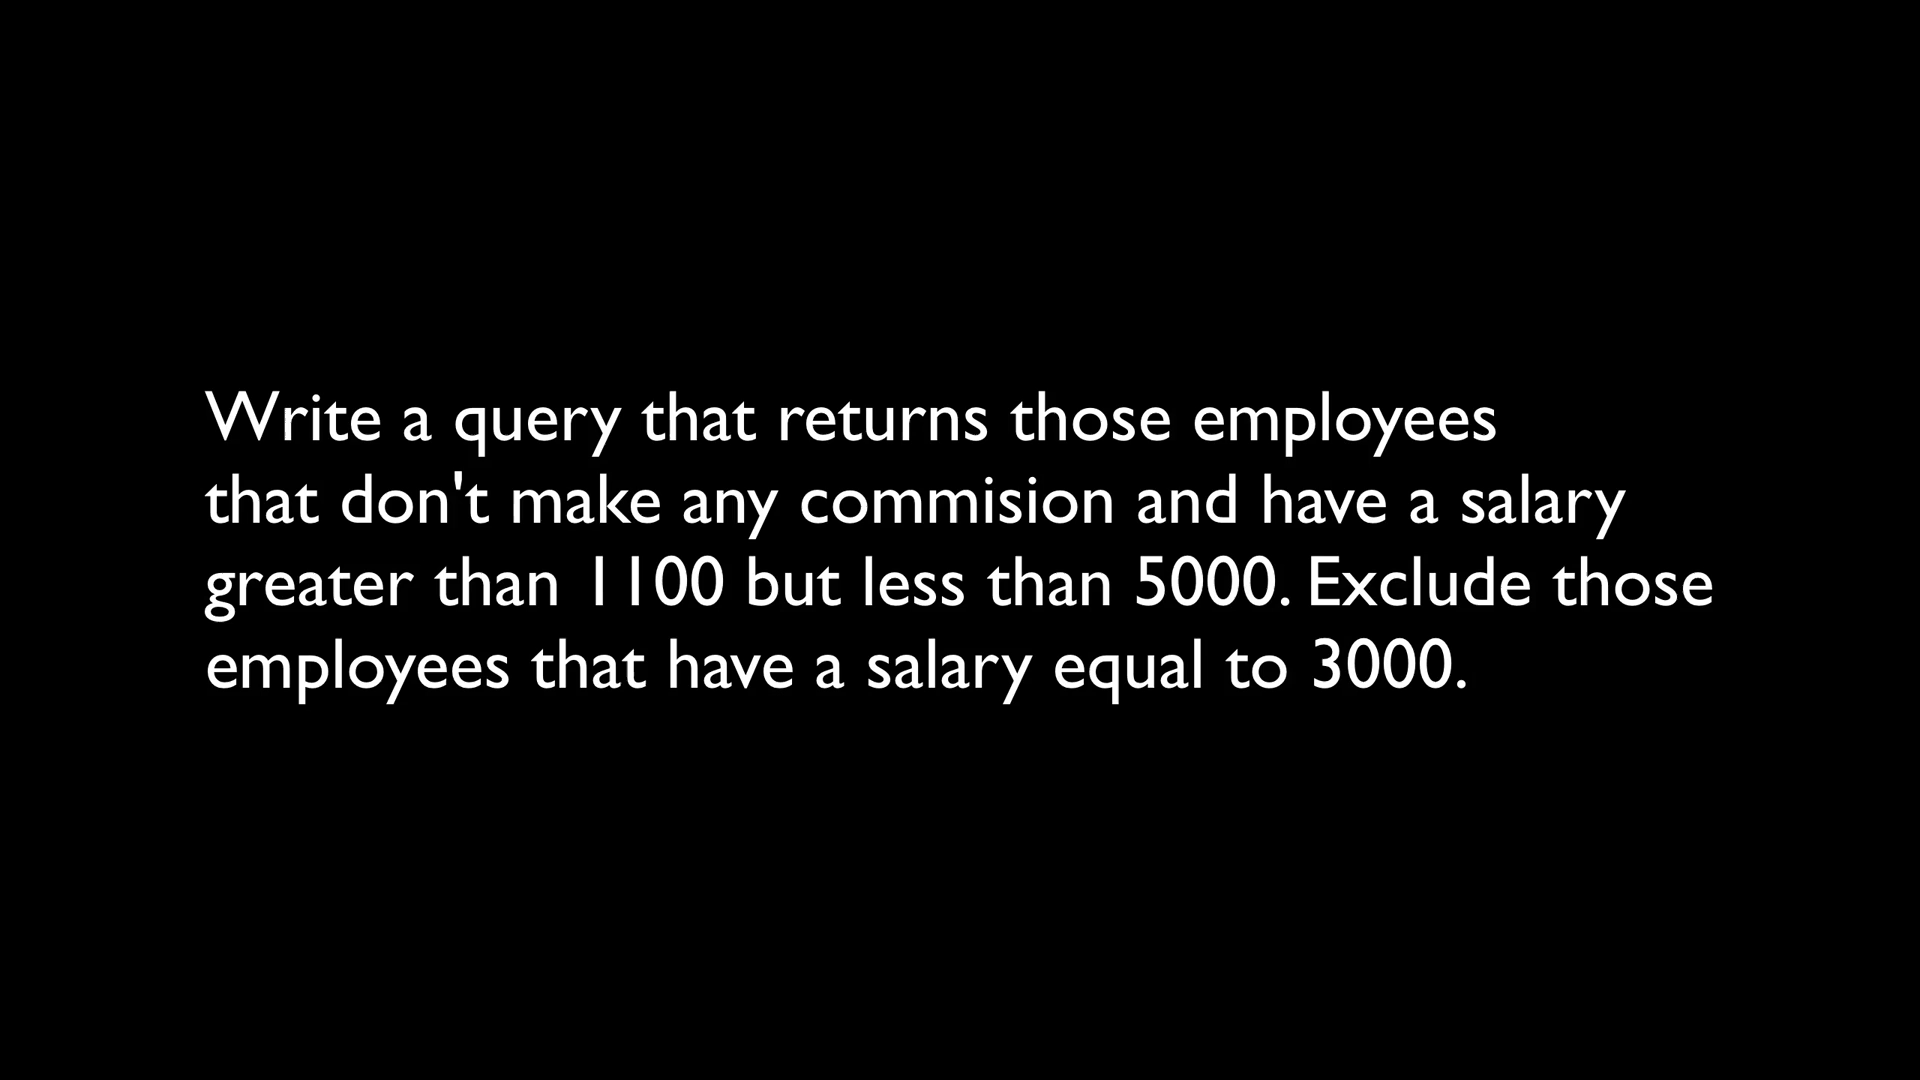 Write a query that returns those employees
that don't make any commision and have a salary
greater than 1100 but less than 5000. Exclude those
employees that have a salary equal to 3000.